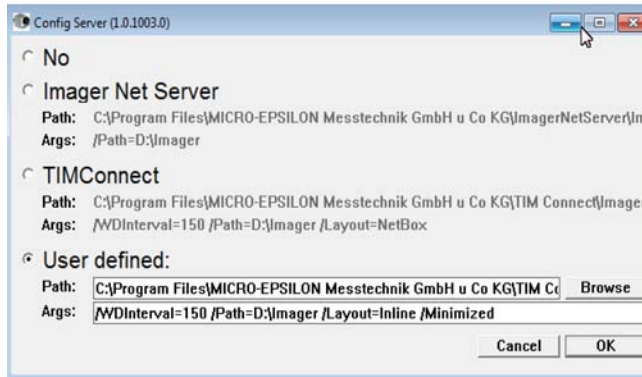 Config Server (1.0.1003.0)
No
Imager Net Server
Path: C:\Program Files\MICRO-EPSILON Messtechnik GmbH u Co KG\ImagerNetServer\Im
Args: /Path=D:\Imager
TIMConnect
Path: C:\Program Files\MICRO-EPSILON Messtechnik GmbH u Co KG\TIM Connect\Image
Args: /WDInterval=150 /Path=D:\Imager /Layout=NetBox
User defined:
Path: C:\Program Files\MICRO-EPSILON Messtechnik GmbH u Co KG\TIM Co Browse
Args: /WDInterval=150 /Path=D:\Imager /Layout=Inline /Minimized
Cancel OK